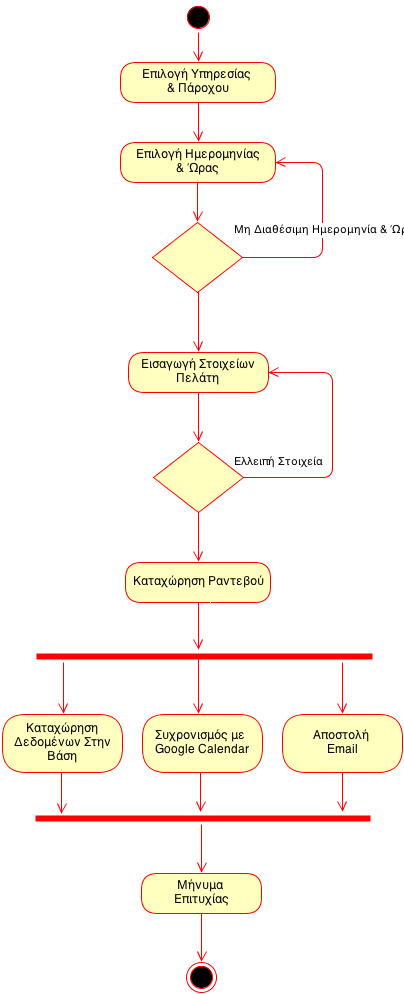 Επιλογή Υπηρεσίας
& Πάροχου
Επιλογή Ημερομηνίας
& Ώρας
Μη Διαθέσιμη Ημερομηνία &
Εισαγωγή Στοιχείων
Πελάτη
Ελλειπή Στοιχεία
Καταχώρηση Ραντεβού
Καταχώρηση
Δεδομένων Στην
Βάση
Συχρονισμός με
Google Calendar
Αποστολή
Email
Μήνυμα
Επιτυχίας